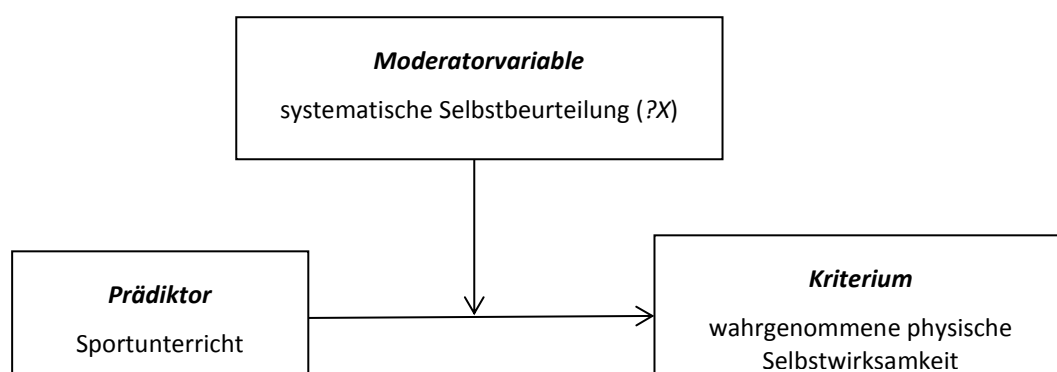 Moderatorvariable
systematische Selbstbeurteilung (?X)
Prädiktor
Sportunterricht
Kriterium
wahrgenommene physische
Selbstwirksamkeit